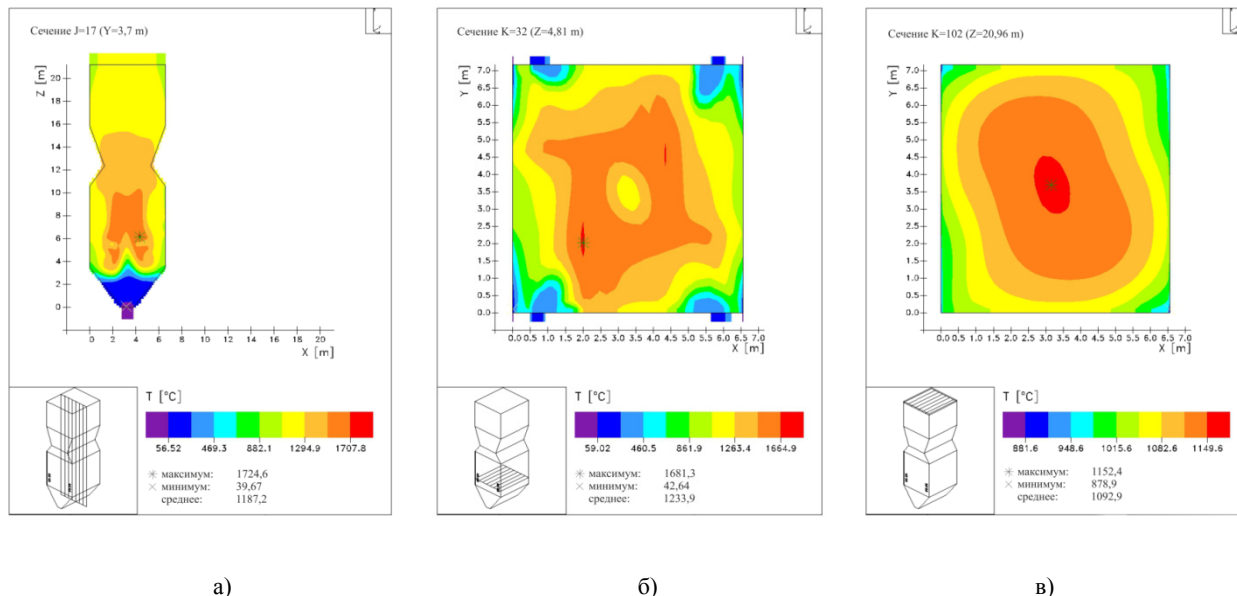 Сечение J=17 (Y=3,7 m)
Z [m]
20
18
16
14
12
10
8
6
4
2
0
0 2 4 6 8 10 12 14 16 18 20
X [m]
T [°C]
56.52 469.3 882.1 1294.9 1707.8
максимум: 1724,6
минимум: 39,67
среднее: 1187,2
а)
Сечение K=32 (Z=4,81 m)
Y [m]
7.0
6.5
6.0
5.5
5.0
4.5
4.0
3.5
3.0
2.5
2.0
1.5
1.0
0.5
0.0
0.0 0.5 1.0 1.5 2.0 2.5 3.0 3.5 4.0 4.5 5.0 5.5 6.0 6.5 7.0
X [m]
T [°C]
59.02 460.5 861.9 1263.4 1664.9
максимум: 1681,3
минимум: 42,64
среднее: 1233,9
б)
Сечение K=102 (Z=20,96 m)
Y [m]
7.0
6.5
6.0
5.5
5.0
4.5
4.0
3.5
3.0
2.5
2.0
1.5
1.0
0.5
0.0
0.0 0.5 1.0 1.5 2.0 2.5 3.0 3.5 4.0 4.5 5.0 5.5 6.0 6.5 7.0
X [m]
T [°C]
881.6 948.6 1015.6 1082.6 1149.6
максимум: 1152,4
минимум: 878,9
среднее: 1092,9
в)